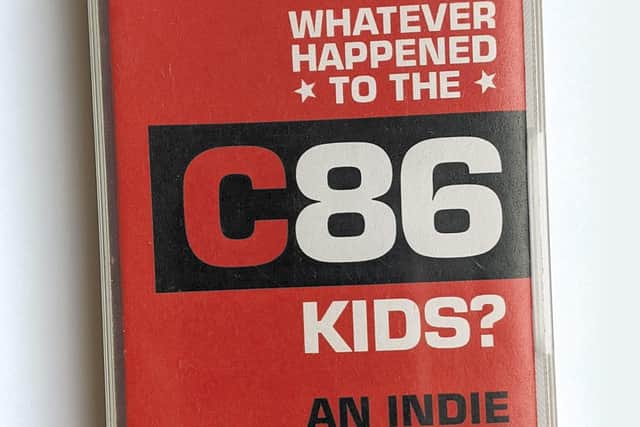 WHATEVER
HAPPENED
TO THE
C86
KIDS?
AN INDIE